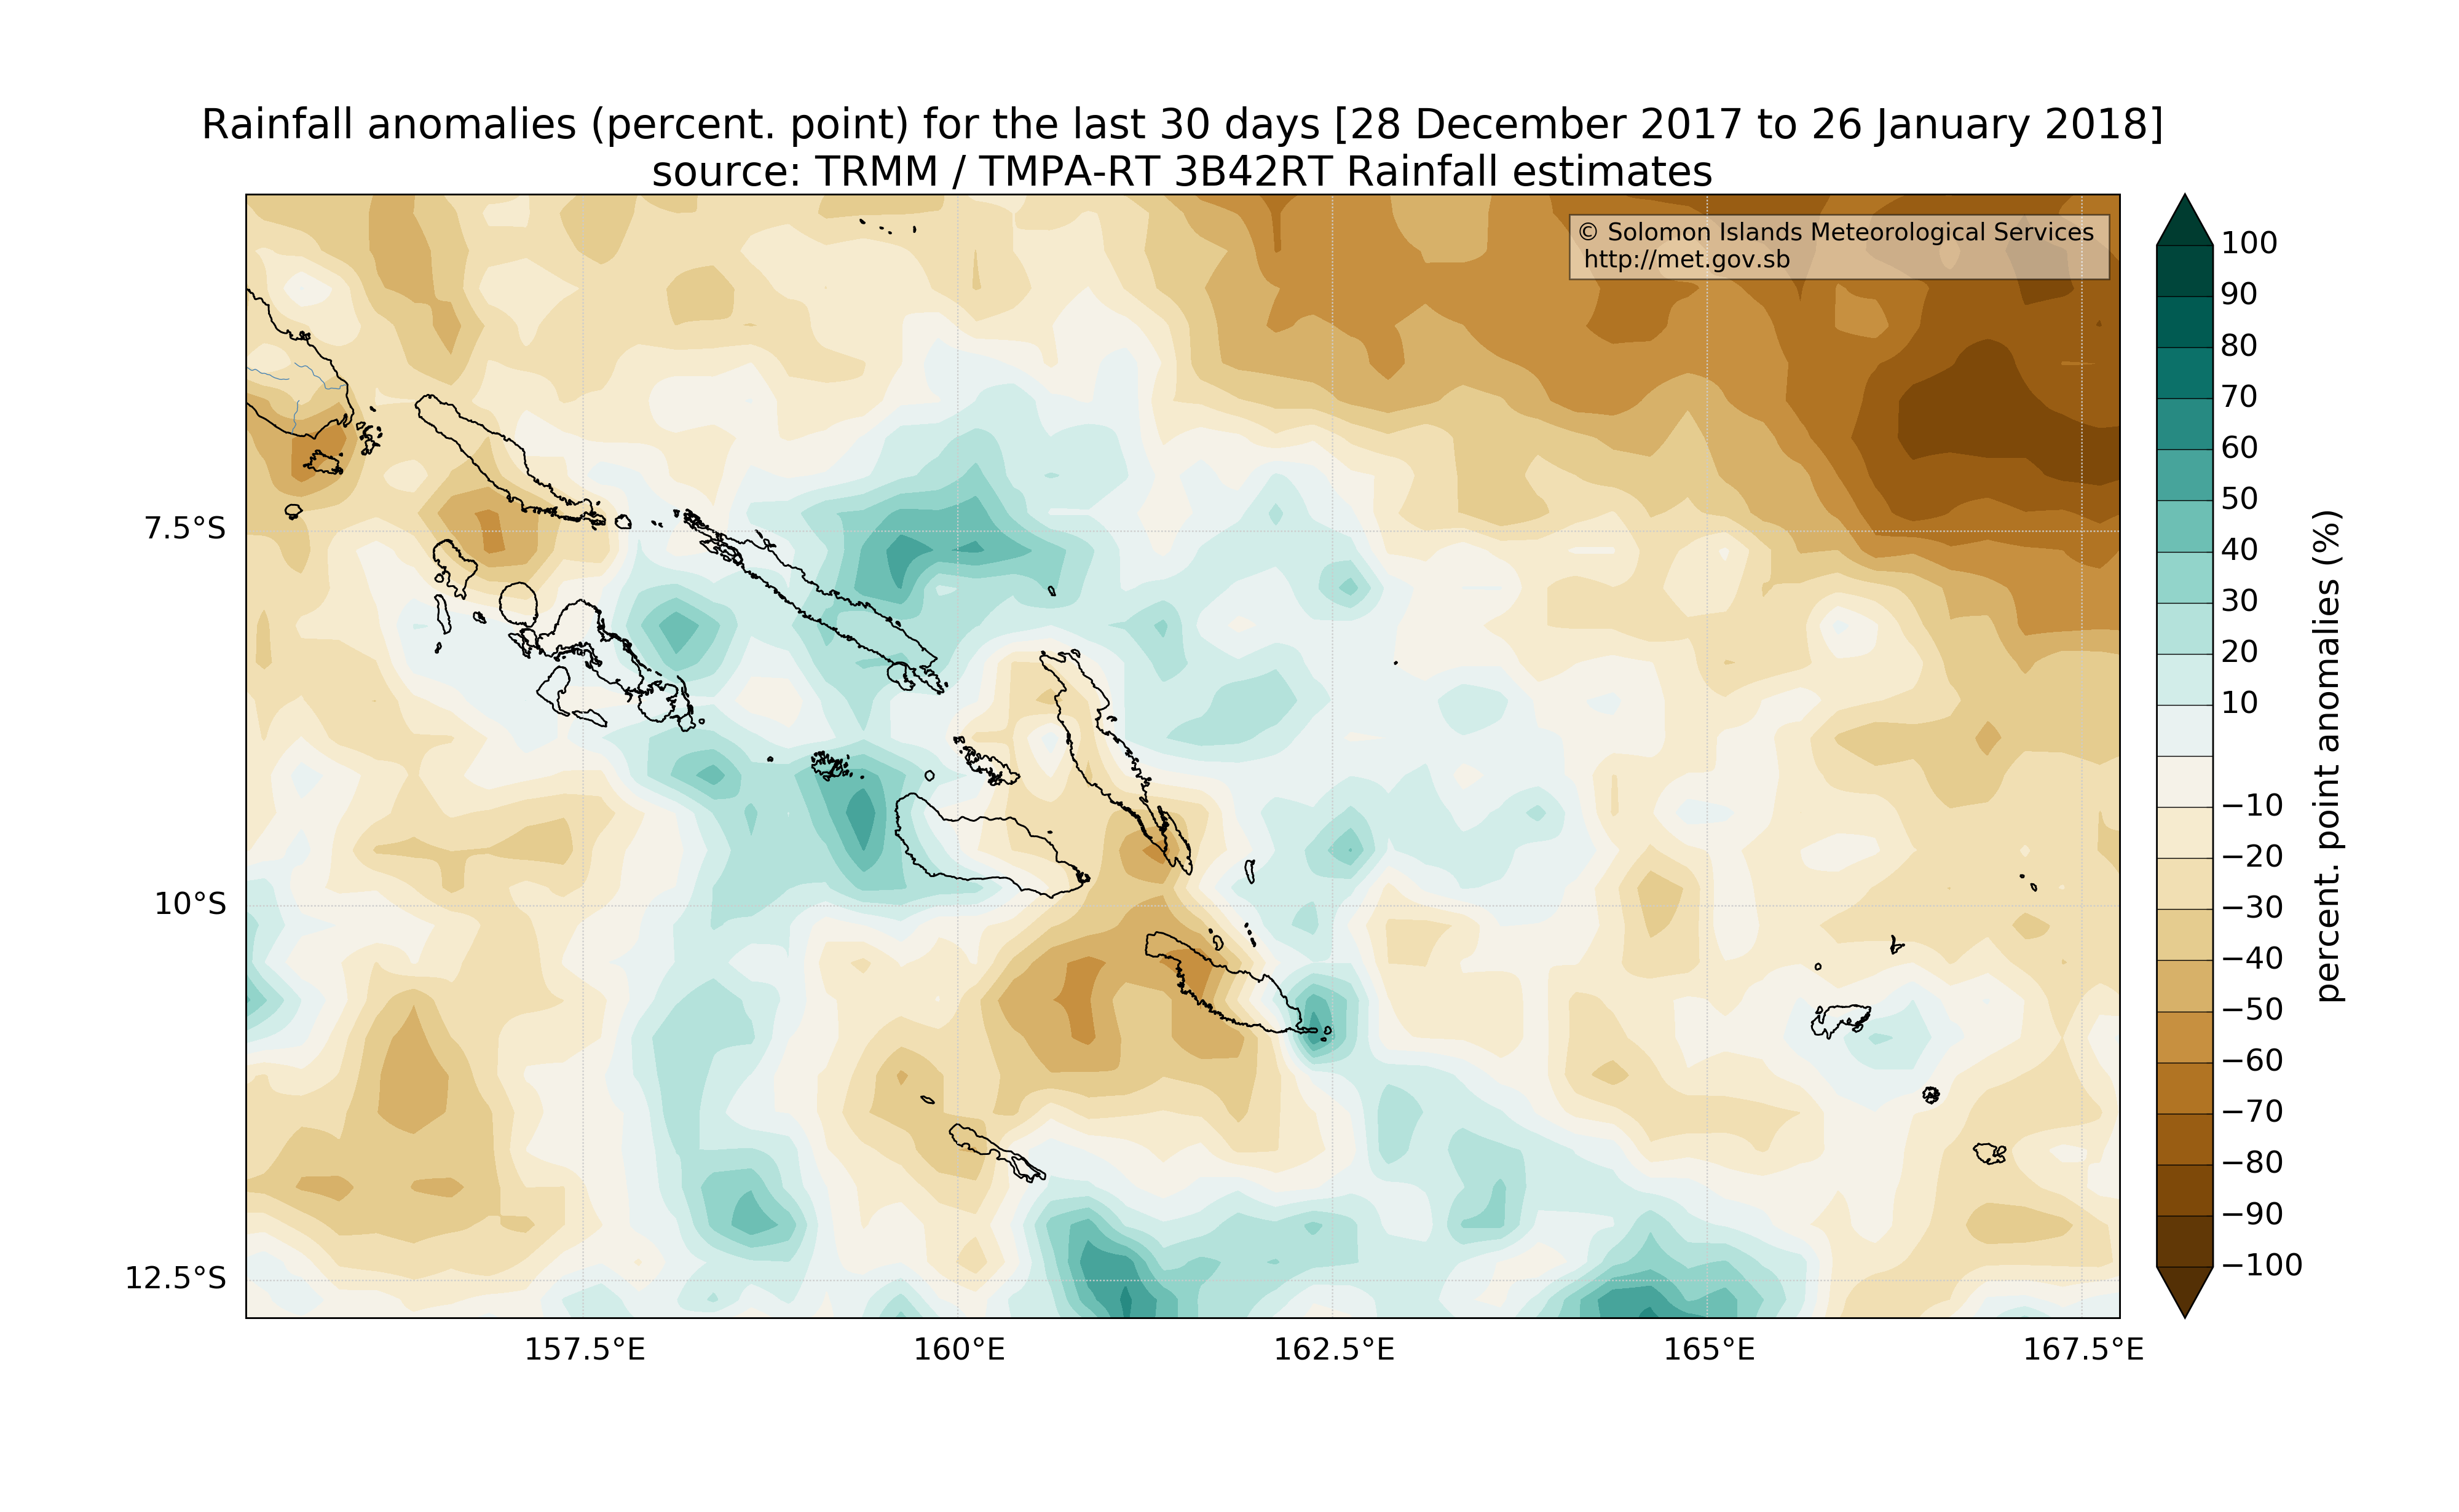 Rainfall anomalies (percent. point) for the last 30 days [28 December 2017 to 26 January 2018]
source: TRMM / TMPA-RT 3B42RT Rainfall estimates
© Solomon Islands Meteorological Services
http://met.gov.sb
7.5°S
10°S
12.5°S
157.5°E
160°E
162.5°E
165°E
167.5°E
100
90
80
70
60
50
40
30
20
10
−10
−20
−30
−40
−50
−60
−70
−80
−90
−100
percent. point anomalies (%)